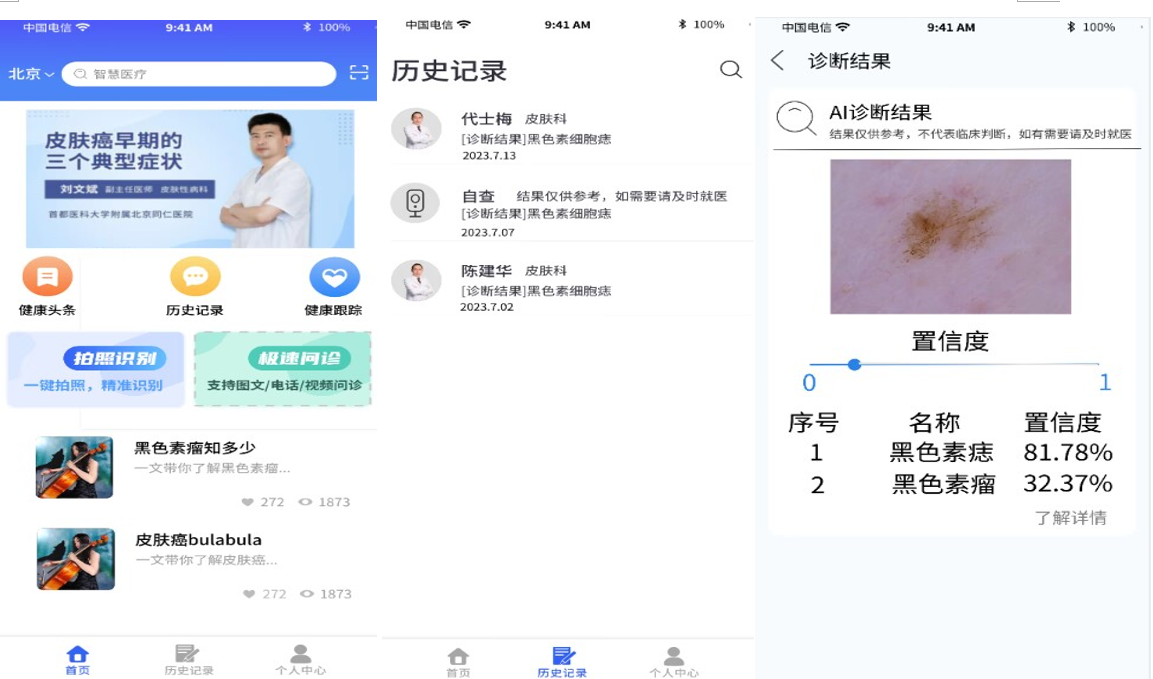 中国电信
9:41 AM
100%
北京
智慧医疗
皮肤癌早期的
三个典型症状
刘文斌 副主任医师 皮肤性病科
首都医科大学附属北京同仁医院
健康头条
历史记录
健康跟踪
拍照识别
一键拍照，精准识别
极速问诊
支持图文/电话/视频问诊
黑色素瘤知多少
一文带你了解黑色素瘤...
272
1873
皮肤癌bulabula
一文带你了解皮肤癌...
272
1873
首页
历史记录
个人中心
中国电信
9:41 AM
100%
历史记录
代士梅 皮肤科
[诊断结果]黑色素细胞痣
2023.7.13
自查 结果仅供参考，如需要请及时就医
[诊断结果]黑色素细胞痣
2023.7.07
陈建华 皮肤科
[诊断结果]黑色素细胞痣
2023.7.02
首页
历史记录
个人中心
中国电信
9:41 AM
100%
诊断结果
AI诊断结果
结果仅供参考，不代表临床判断，如有需要请及时就医
置信度
0
1
序号 名称 置信度
1 黑色素痣 81.78%
2 黑色素瘤 32.37%
了解详情